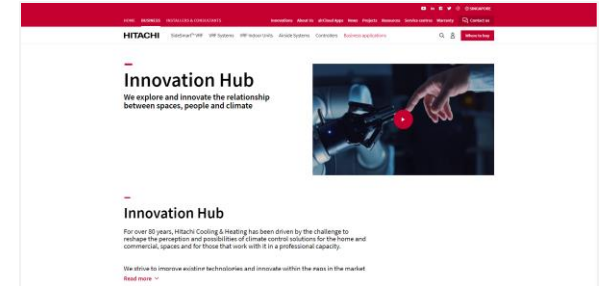 SINGAPORE
HOME BUSINESS INSTALLERS & CONSULTANTS Innovations About Us airCloud Apps News Projects Resources Service centres Warranty Contact us
HITACHI SideSmart™ VRF VRF Systems VRF Indoor Units Airside Systems Controllers Business applications Where to buy
Innovation Hub
We explore and innovate the relationship
between spaces, people and climate
Innovation Hub
For over 80 years, Hitachi Cooling & Heating has been driven by the challenge to
reshape the perception and possibilities of climate control solutions for the home and
commercial, spaces and for those that work with it in a professional capacity.
We strive to improve existing technologies and innovate within the gaps in the market
Read more